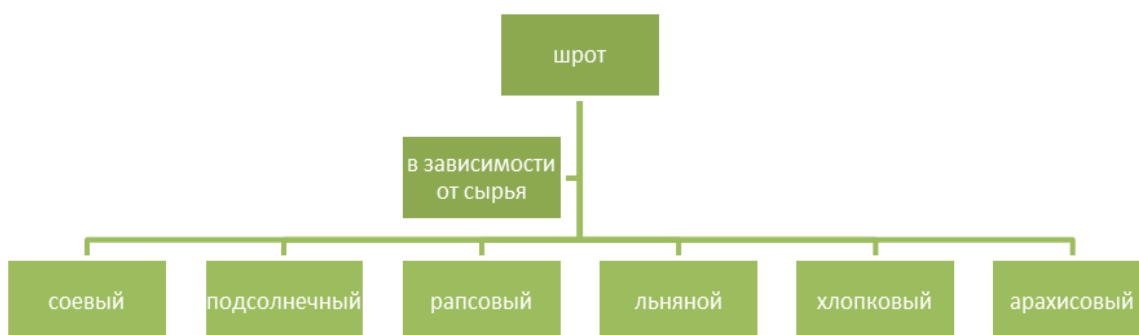 шрот
в зависимости
от сырья
соевый
подсолнечный
рапсовый
льняной
хлопковый
арахисовый